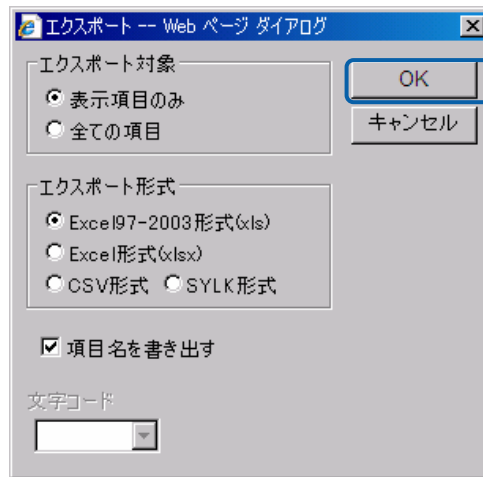 エクスポート -- Web ページ ダイアログ
エクスポート対象
表示項目のみ
全ての項目
OK
キャンセル
エクスポート形式
Excel97-2003形式(xls)
Excel形式(xlsx)
CSV形式 SYLK形式
項目名を書き出す
文字コード